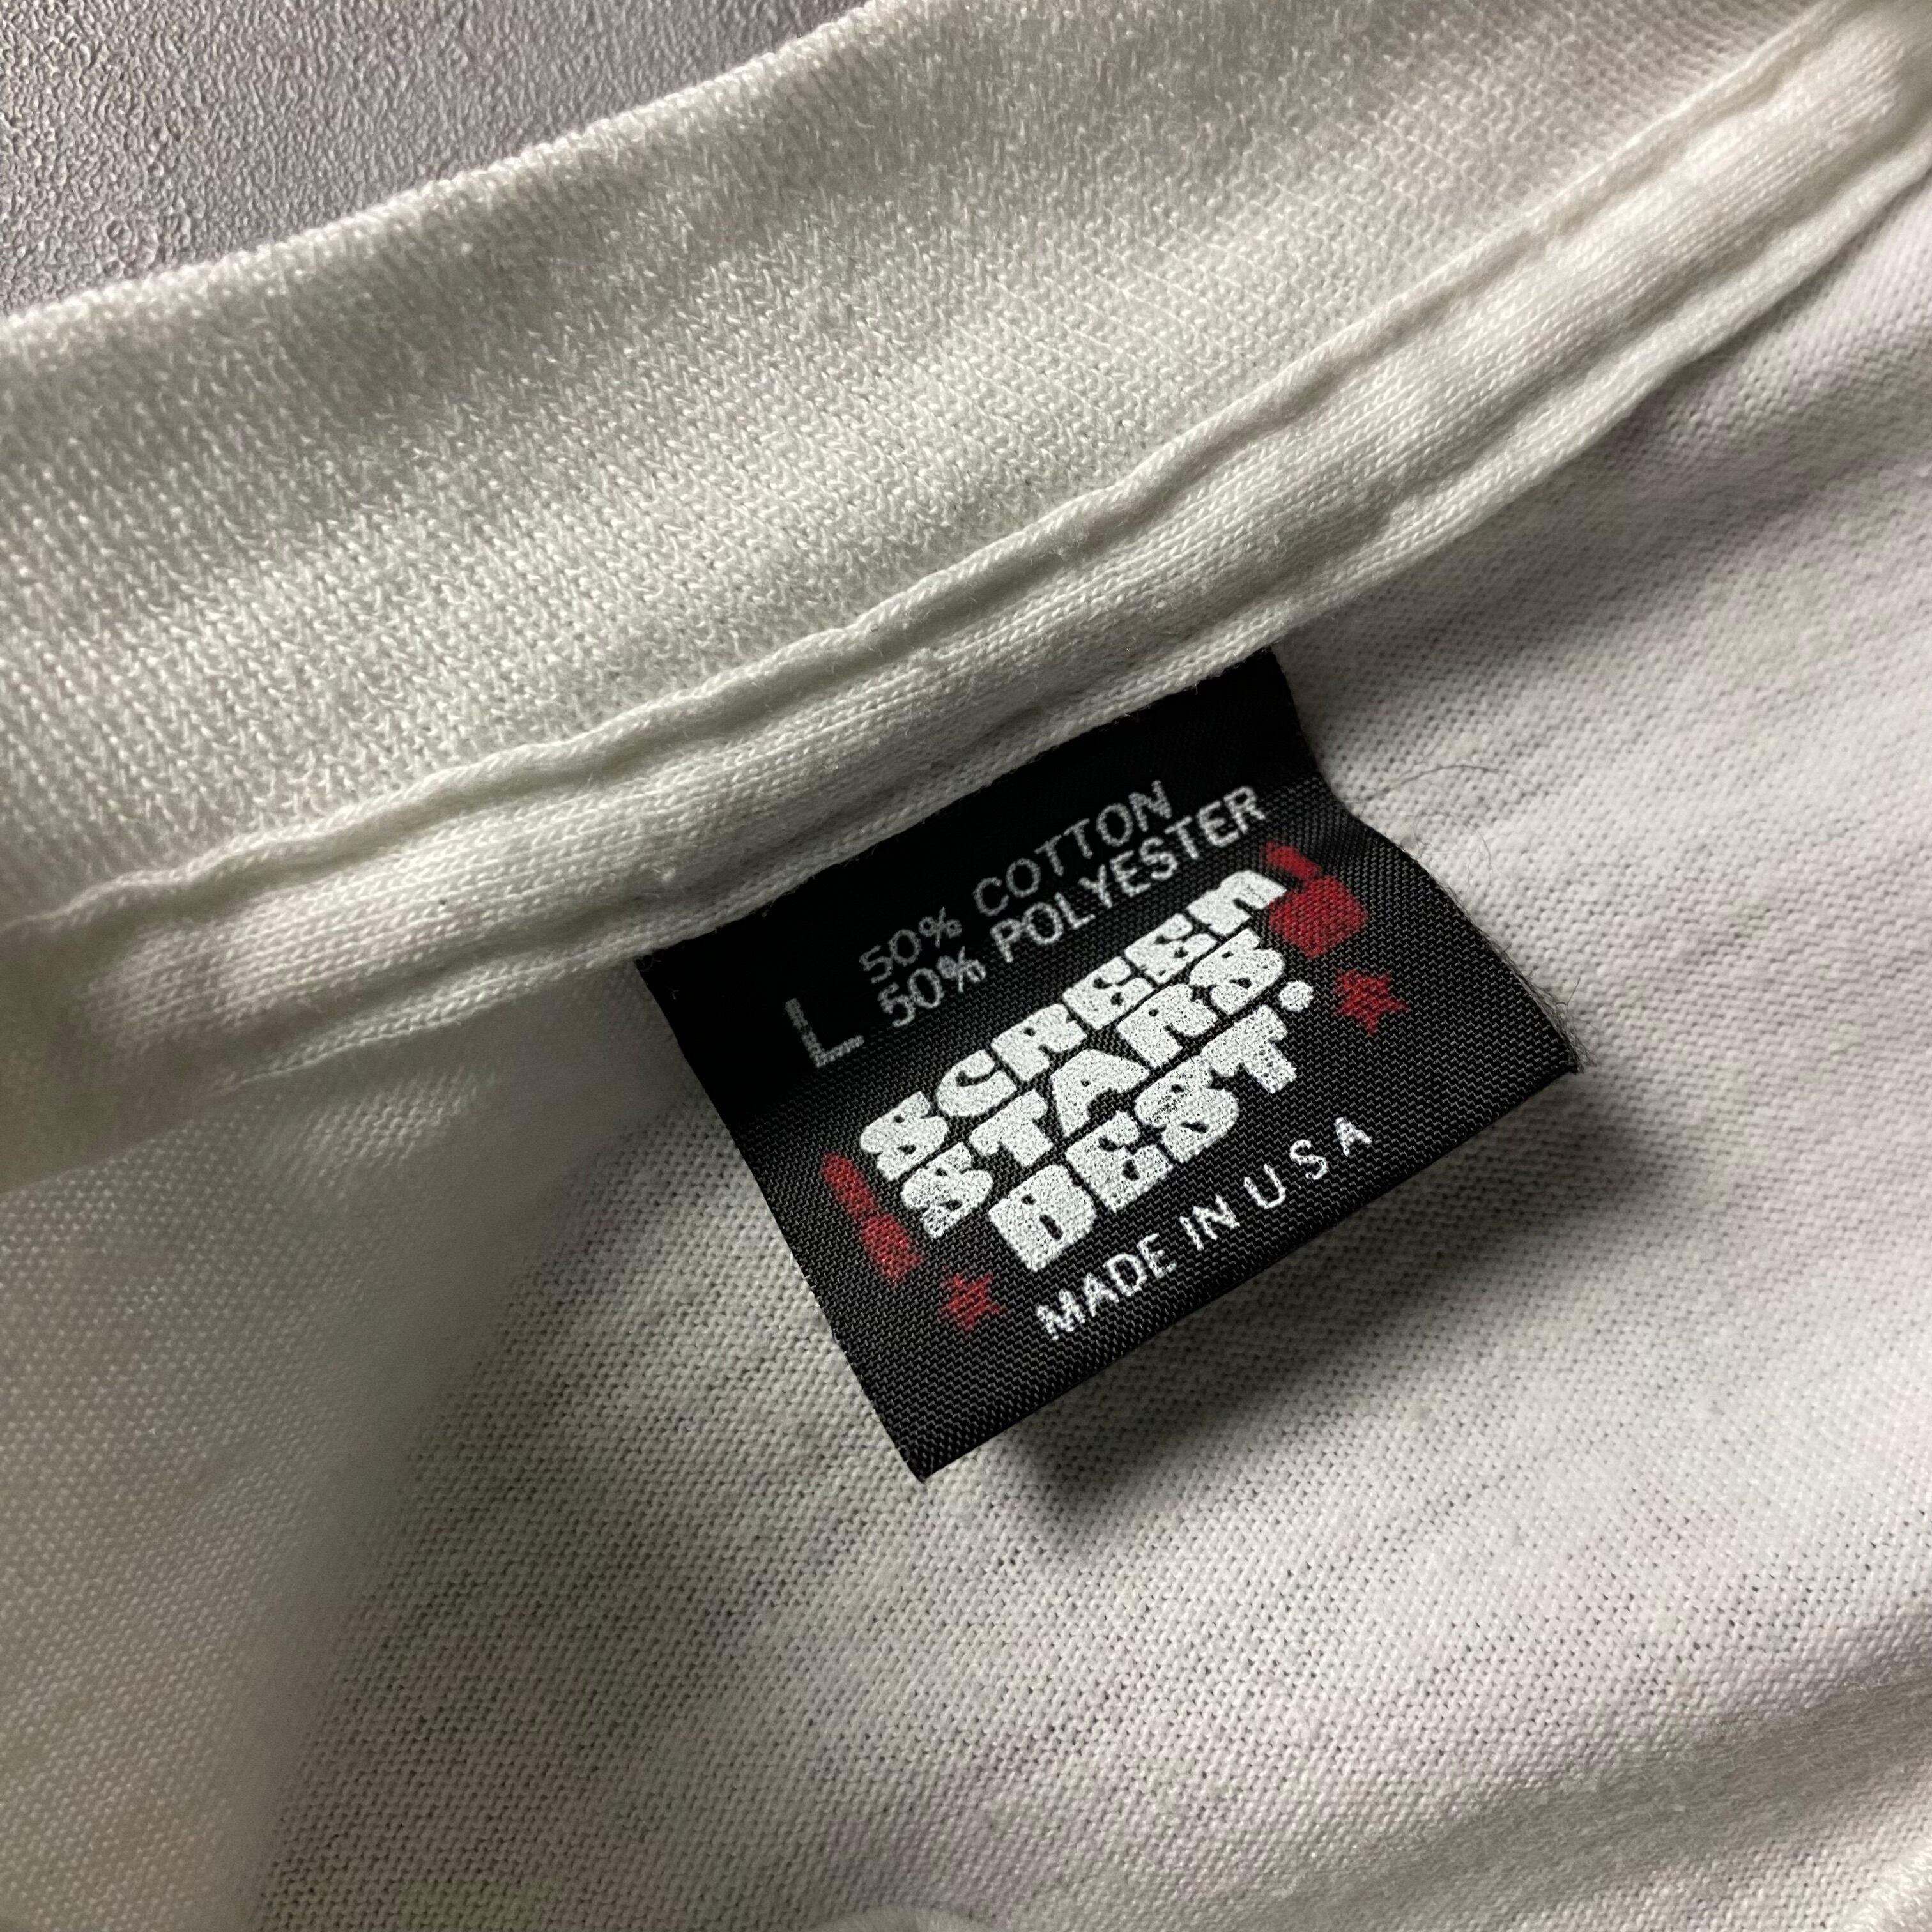 50% COTTON
L 50% POLYESTER
SCREEN
STARS
BEST.
MADE IN USA